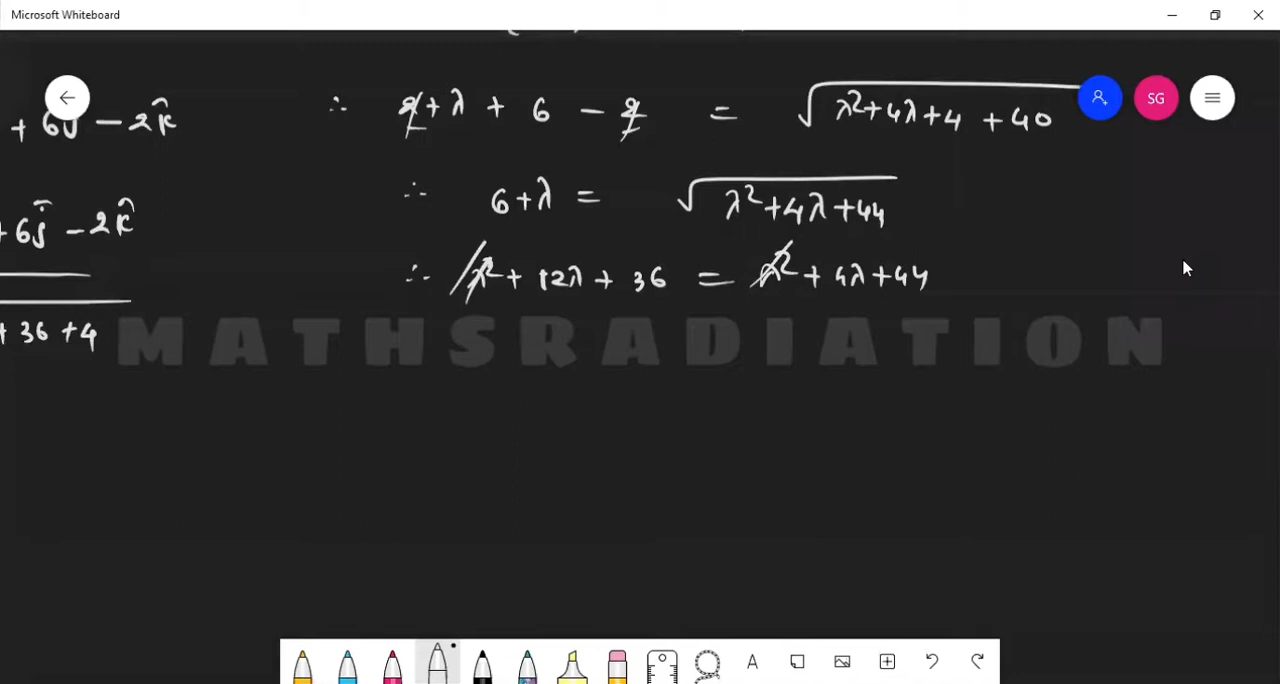 Microsoft Whiteboard
+ 6ĵ - 2k̂
∴ 2 + λ + 6 - 2 = √(λ² + 4λ + 4 + 40)
SG
∴ 6 + λ = √(λ² + 4λ + 44)
+ 6ĵ - 2k̂
∴ λ² + 12λ + 36 = λ² + 4λ + 44
+ 36 + 4
MATHSRADIATION
A